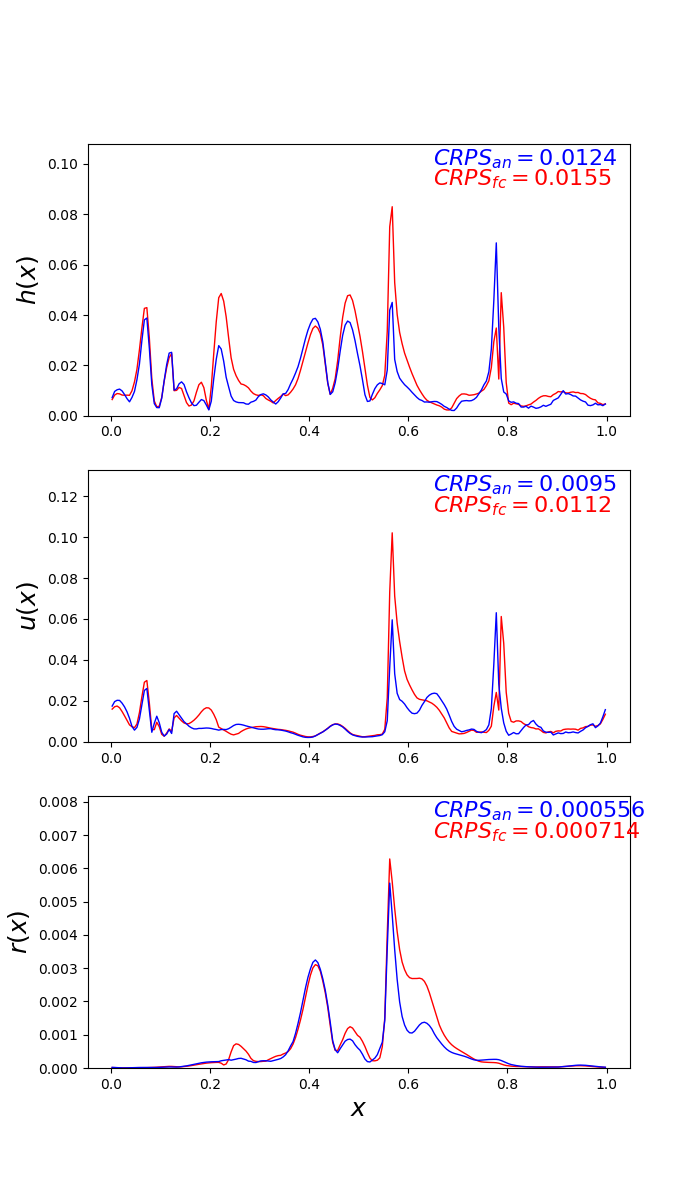 CRPS_an = 0.0124
CRPS_fc = 0.0155
h(x)
0.10
0.08
0.06
0.04
0.02
0.00
0.0 0.2 0.4 0.6 0.8 1.0
CRPS_an = 0.0095
CRPS_fc = 0.0112
u(x)
0.12
0.10
0.08
0.06
0.04
0.02
0.00
0.0 0.2 0.4 0.6 0.8 1.0
CRPS_an = 0.000556
CRPS_fc = 0.000714
r(x)
0.008
0.007
0.006
0.005
0.004
0.003
0.002
0.001
0.000
0.0 0.2 0.4 0.6 0.8 1.0
x